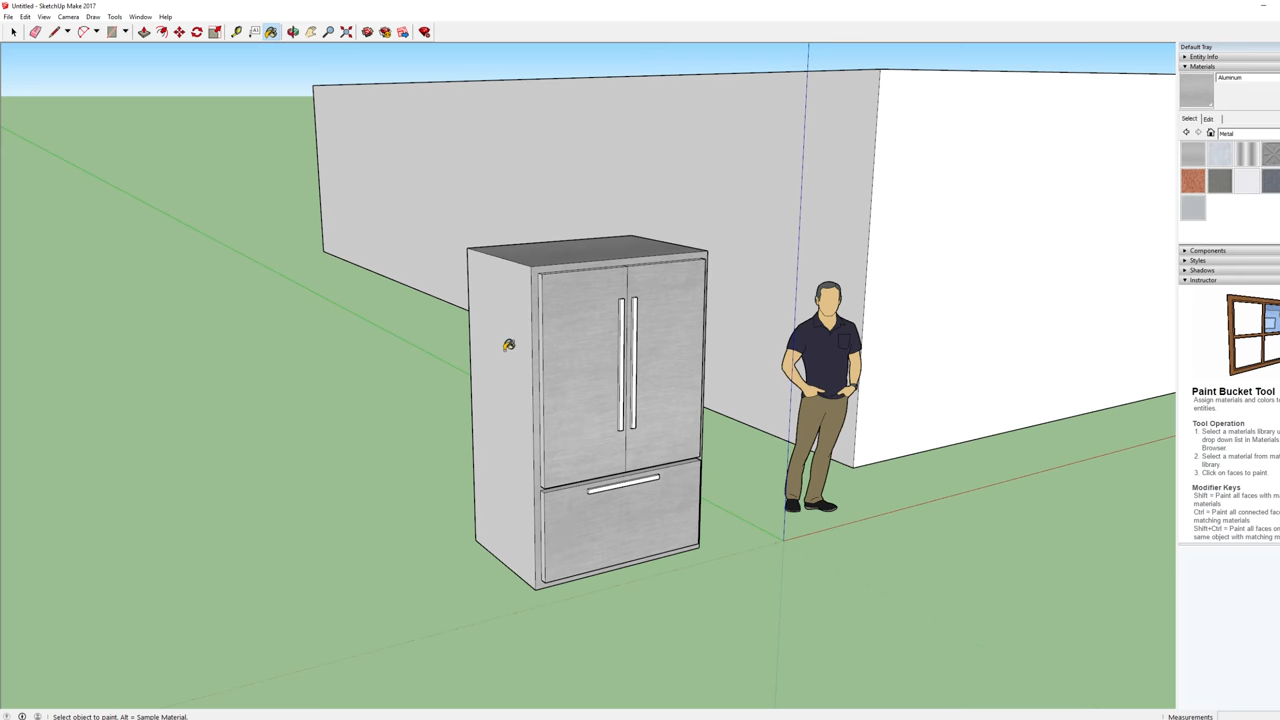 Untitled - SketchUp Make 2017
File Edit View Camera Draw Tools Window Help
Default Tray
Entity Info
Materials
Aluminum
Select Edit
Metal
Components
Styles
Shadows
Instructor
Paint Bucket Tool
Assign materials and colors to
entities.
Tool Operation
1. Select a materials library u
drop down list in Materials
Browser.
2. Select a material from mat
library.
3. Click on faces to paint.
Modifier Keys
Shift = Paint all faces with m
materials
Ctrl = Paint all connected fac
matching materials
Shift+Ctrl = Paint all faces on
same object with matching m
Select object to paint. Alt = Sample Material.
Measurements